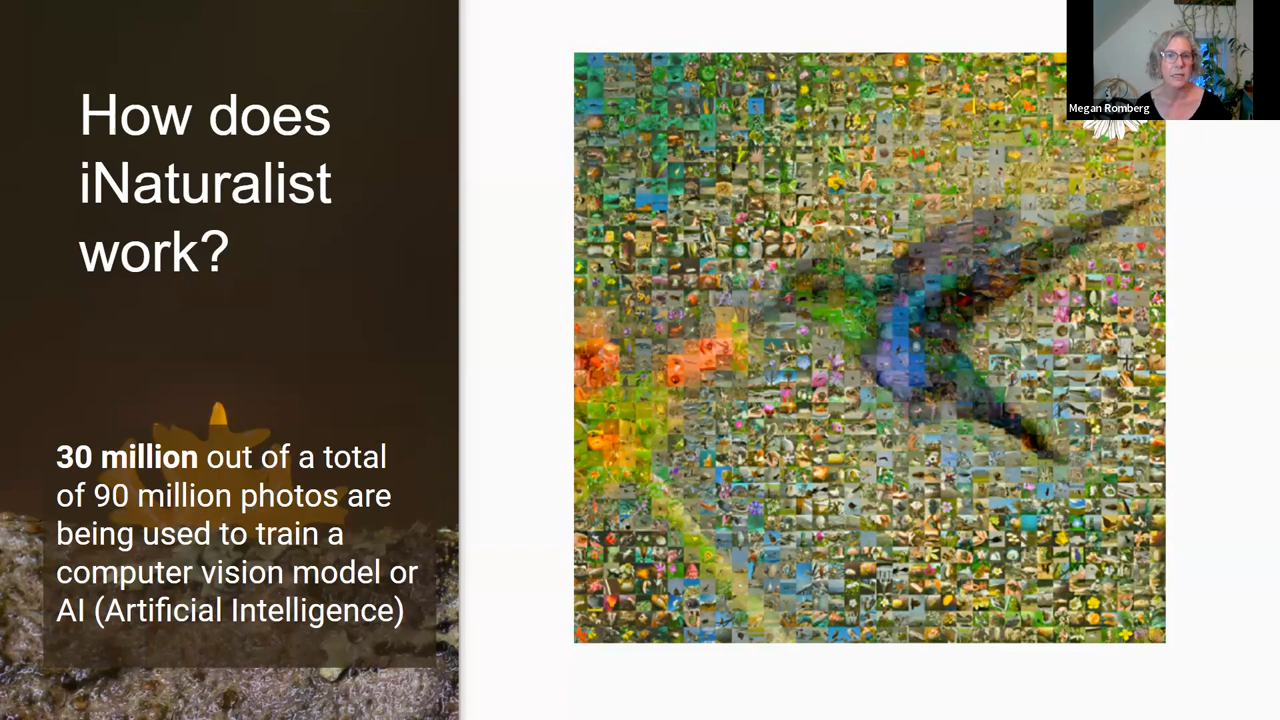 How does
iNaturalist
work?
30 million out of a total
of 90 million photos are
being used to train a
computer vision model or
AI (Artificial Intelligence)
Megan Romberg